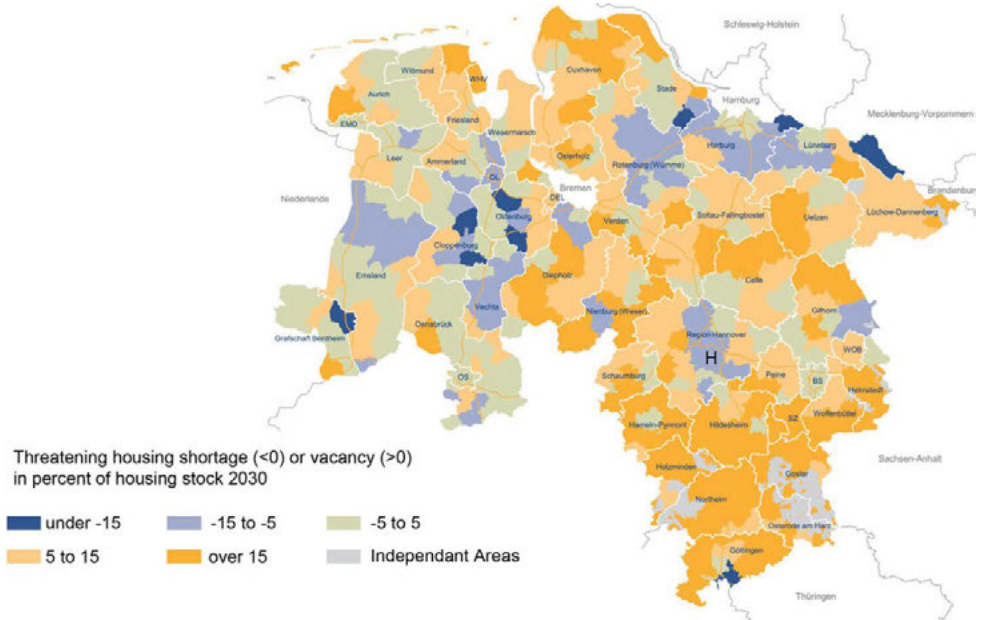 Schleswig-Holstein
Cuxhaven
Wittmund
WHV
Stade
Aurich
Hamburg
Mecklenburg-Vorpommern
EMD
Friesland
Wesermarsch
Leer
Ammerland
Osterholz
Rotenburg (Wümme)
Harburg
Lüneburg
OL
Niederlande
Bremen
DEL
Brandenburg
Oldenburg
Verden
Soltau-Fallingbostel
Uelzen
Lüchow-Dannenberg
Cloppenburg
Emsland
Diepholz
Celle
Vechta
Nienburg (Weser)
Gifhorn
Osnabrück
Grafschaft Bentheim
Region Hannover
WOB
H
OS
Schaumburg
Peine
BS
Helmstedt
Hameln-Pyrmont
Hildesheim
SZ
Wolfenbüttel
Threatening housing shortage (<0) or vacancy (>0)
in percent of housing stock 2030
Holzminden
Goslar
Sachsen-Anhalt
Northeim
under -15
-15 to -5
-5 to 5
Osterode am Harz
5 to 15
over 15
Independant Areas
Göttingen
Thüringen